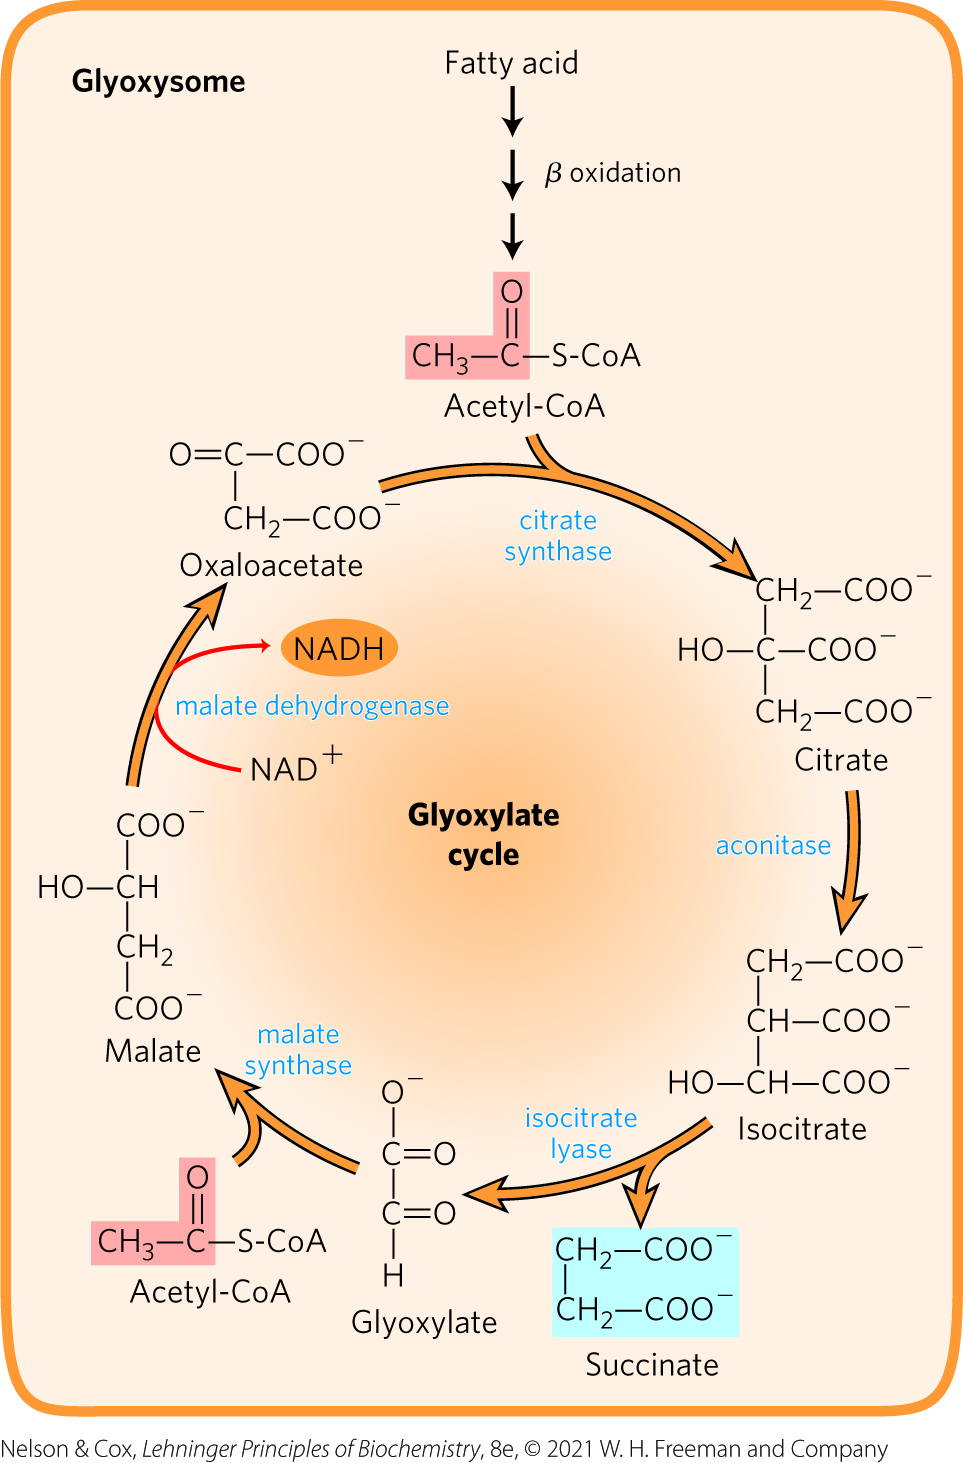 Glyoxysome
Fatty acid
β oxidation
O
CH₃—C—S-CoA
Acetyl-CoA
O=C—COO⁻
CH₂—COO⁻
Oxaloacetate
citrate
synthase
CH₂—COO⁻
HO—C—COO⁻
CH₂—COO⁻
Citrate
NADH
malate dehydrogenase
NAD⁺
Glyoxylate
cycle
aconitase
COO⁻
HO—CH
CH₂
COO⁻
Malate
CH₂—COO⁻
CH—COO⁻
HO—CH—COO⁻
Isocitrate
malate
synthase
isocitrate
lyase
O⁻
C=O
C=O
H
Glyoxylate
O
CH₃—C—S-CoA
Acetyl-CoA
CH₂—COO⁻
CH₂—COO⁻
Succinate
Nelson & Cox, Lehninger Principles of Biochemistry, 8e, © 2021 W. H. Freeman and Company